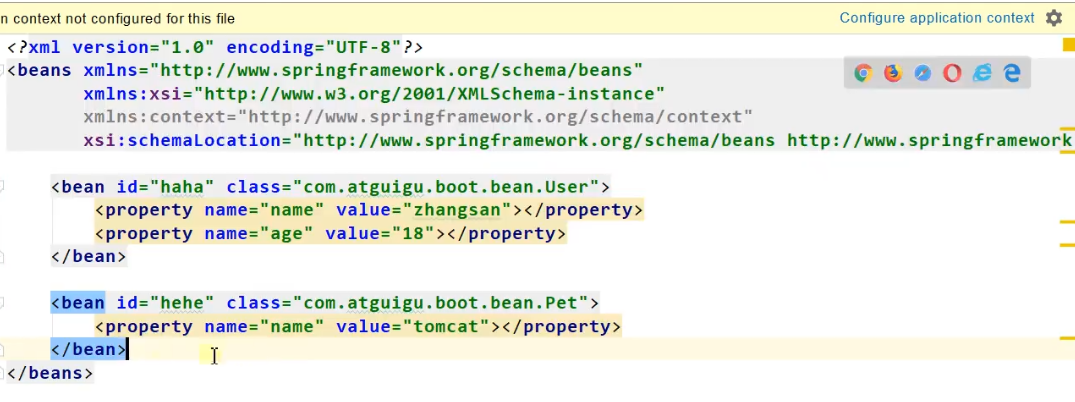 n context not configured for this file Configure application context
<?xml version="1.0" encoding="UTF-8"?>
<beans xmlns="http://www.springframework.org/schema/beans"
xmlns:xsi="http://www.w3.org/2001/XMLSchema-instance"
xmlns:context="http://www.springframework.org/schema/context"
xsi:schemaLocation="http://www.springframework.org/schema/beans http://www.springframework
<bean id="haha" class="com.atguigu.boot.bean.User">
<property name="name" value="zhangsan"></property>
<property name="age" value="18"></property>
</bean>
<bean id="hehe" class="com.atguigu.boot.bean.Pet">
<property name="name" value="tomcat"></property>
</bean>
</beans>